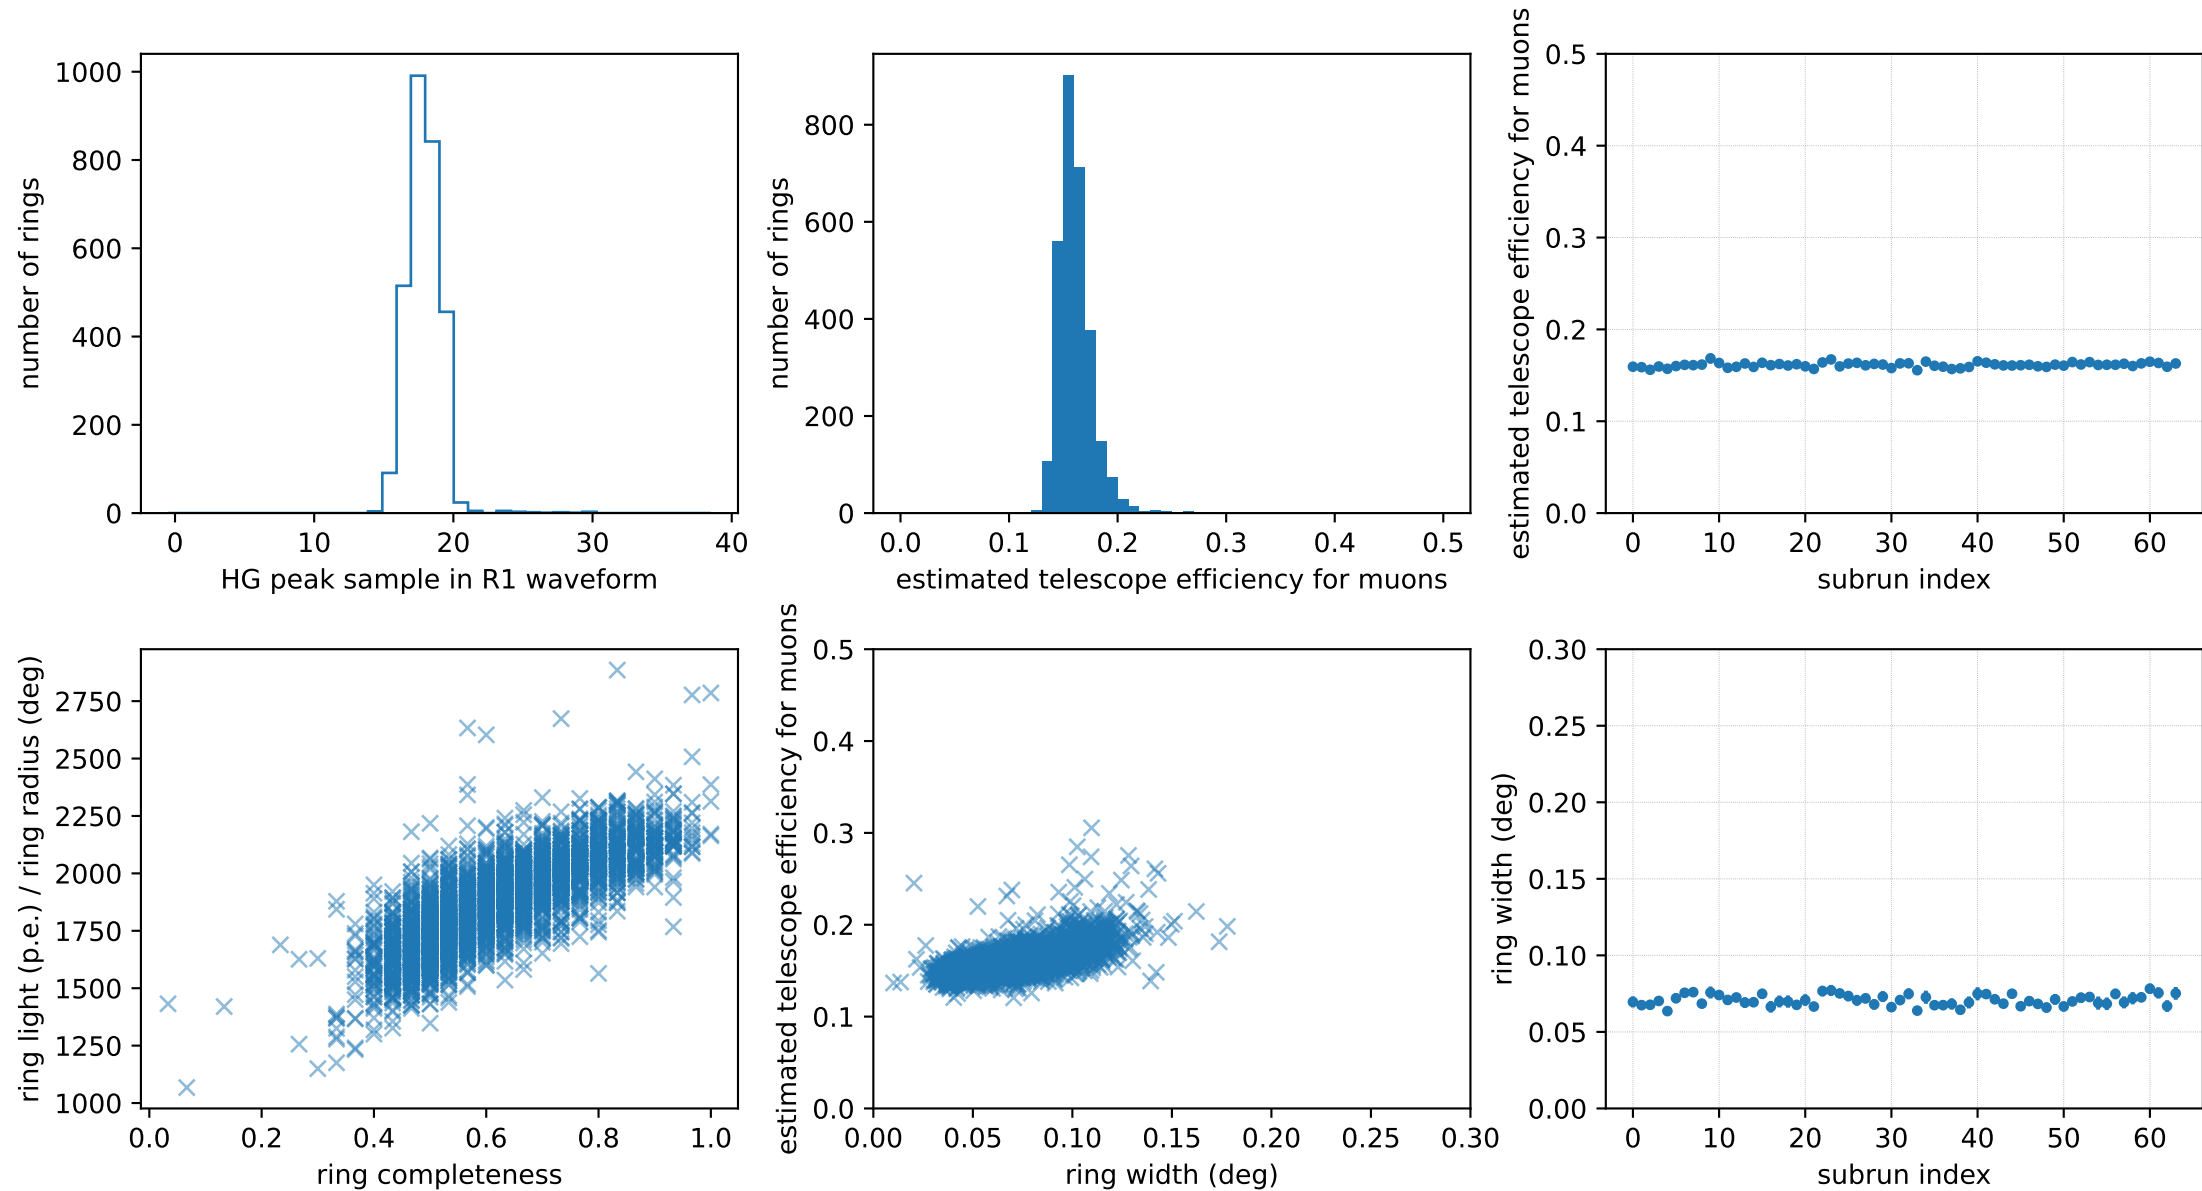 number of rings
1000
800
600
400
200
0
0 10 20 30 40
HG peak sample in R1 waveform
number of rings
800
600
400
200
0
0.0 0.1 0.2 0.3 0.4 0.5
estimated telescope efficiency for muons
estimated telescope efficiency for muons
0.5
0.4
0.3
0.2
0.1
0.0
0 10 20 30 40 50 60
subrun index
ring light (p.e.) / ring radius (deg)
2750
2500
2250
2000
1750
1500
1250
1000
0.0 0.2 0.4 0.6 0.8 1.0
ring completeness
estimated telescope efficiency for muons
0.5
0.4
0.3
0.2
0.1
0.0
0.00 0.05 0.10 0.15 0.20 0.25 0.30
ring width (deg)
ring width (deg)
0.30
0.25
0.20
0.15
0.10
0.05
0.00
0 10 20 30 40 50 60
subrun index